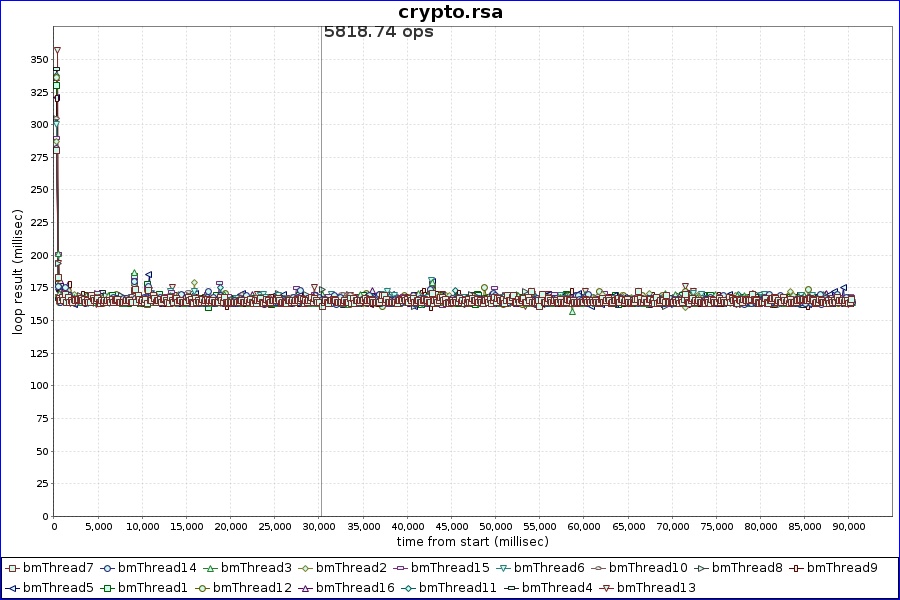 crypto.rsa
5818.74 ops
350
325
300
275
250
225
200
175
150
125
100
75
50
25
0
loop result (millisec)
0 5,000 10,000 15,000 20,000 25,000 30,000 35,000 40,000 45,000 50,000 55,000 60,000 65,000 70,000 75,000 80,000 85,000 90,000
time from start (millisec)
bmThread7 bmThread14 bmThread3 bmThread2 bmThread15 bmThread6 bmThread10 bmThread8 bmThread9
bmThread5 bmThread1 bmThread12 bmThread16 bmThread11 bmThread4 bmThread13